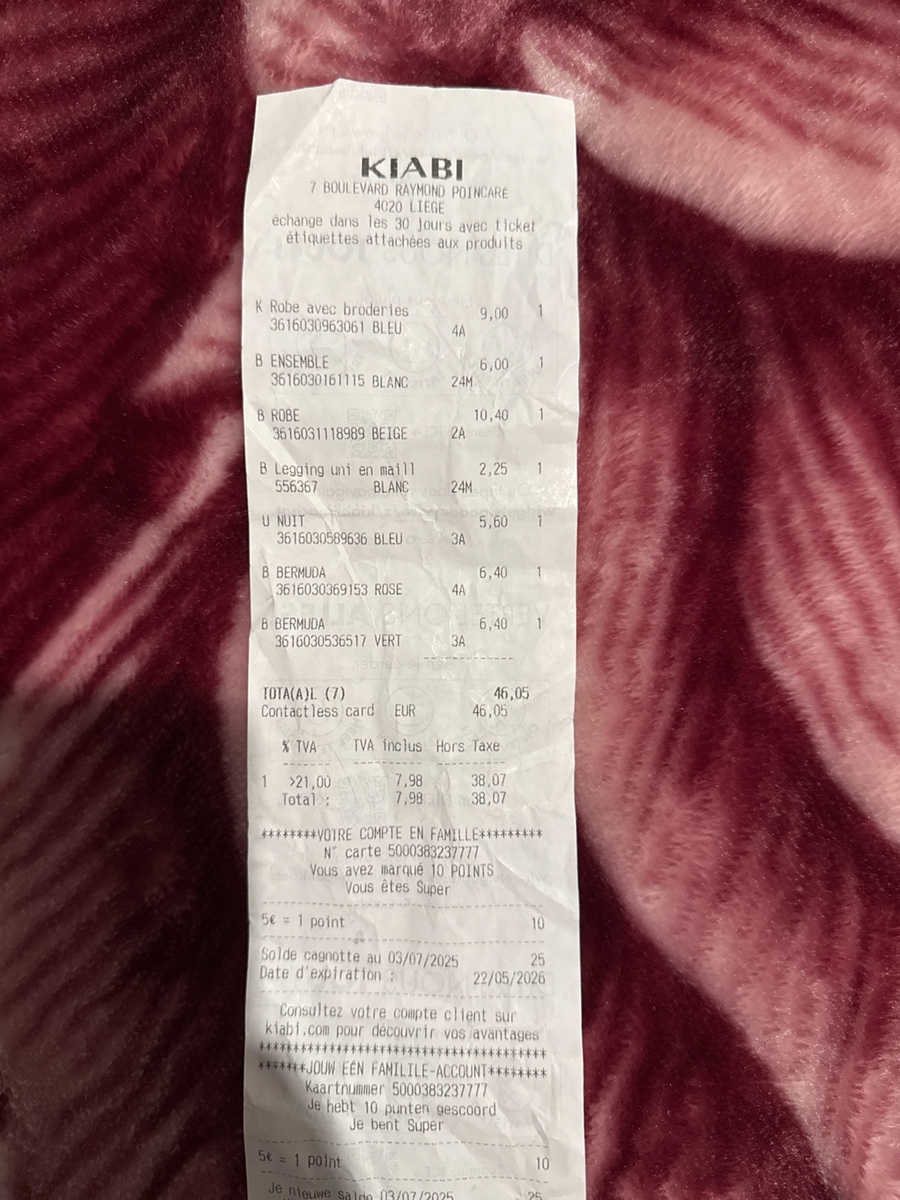 KIABI
7 BOULEVARD RAYMOND POINCARE
4020 LIEGE
échange dans les 30 jours avec ticket
étiquettes attachées aux produits
K Robe avec broderies 9,00 1
3616030963061 BLEU 4A
B ENSEMBLE 6,00 1
3616030161115 BLANC 24M
B ROBE 10,40 1
3616031118989 BEIGE 2A
B Legging uni en maill 2,25 1
556367 BLANC 24M
U NUIT 5,60 1
3616030589636 BLEU 3A
B BERMUDA 6,40 1
3616030369153 ROSE 4A
B BERMUDA 6,40 1
3616030536517 VERT 3A
--------------
TOTA(A)L (7) 46,05
Contactless card EUR 46,05
% TVA TVA inclus Hors Taxe
------ ---------- ---------
1 >21,00 7,98 38,07
Total : 7,98 38,07
********VOTRE COMPTE EN FAMILLE*********
N° carte 5000383237777
Vous avez marqué 10 POINTS
Vous êtes Super
5€ = 1 point 10
Solde cagnotte au 03/07/2025 25
Date d'expiration : 22/05/2026
Consultez votre compte client sur
kiabi.com pour découvrir vos avantages
****************************************
*******JOUW EÉN FAMILILE-ACCOUNT********
Kaartnummer 5000383237777
Je hebt 10 punten gescoord
Je bent Super
5€ = 1 point 10
Je nieuwe saldo 03/07/2025 25